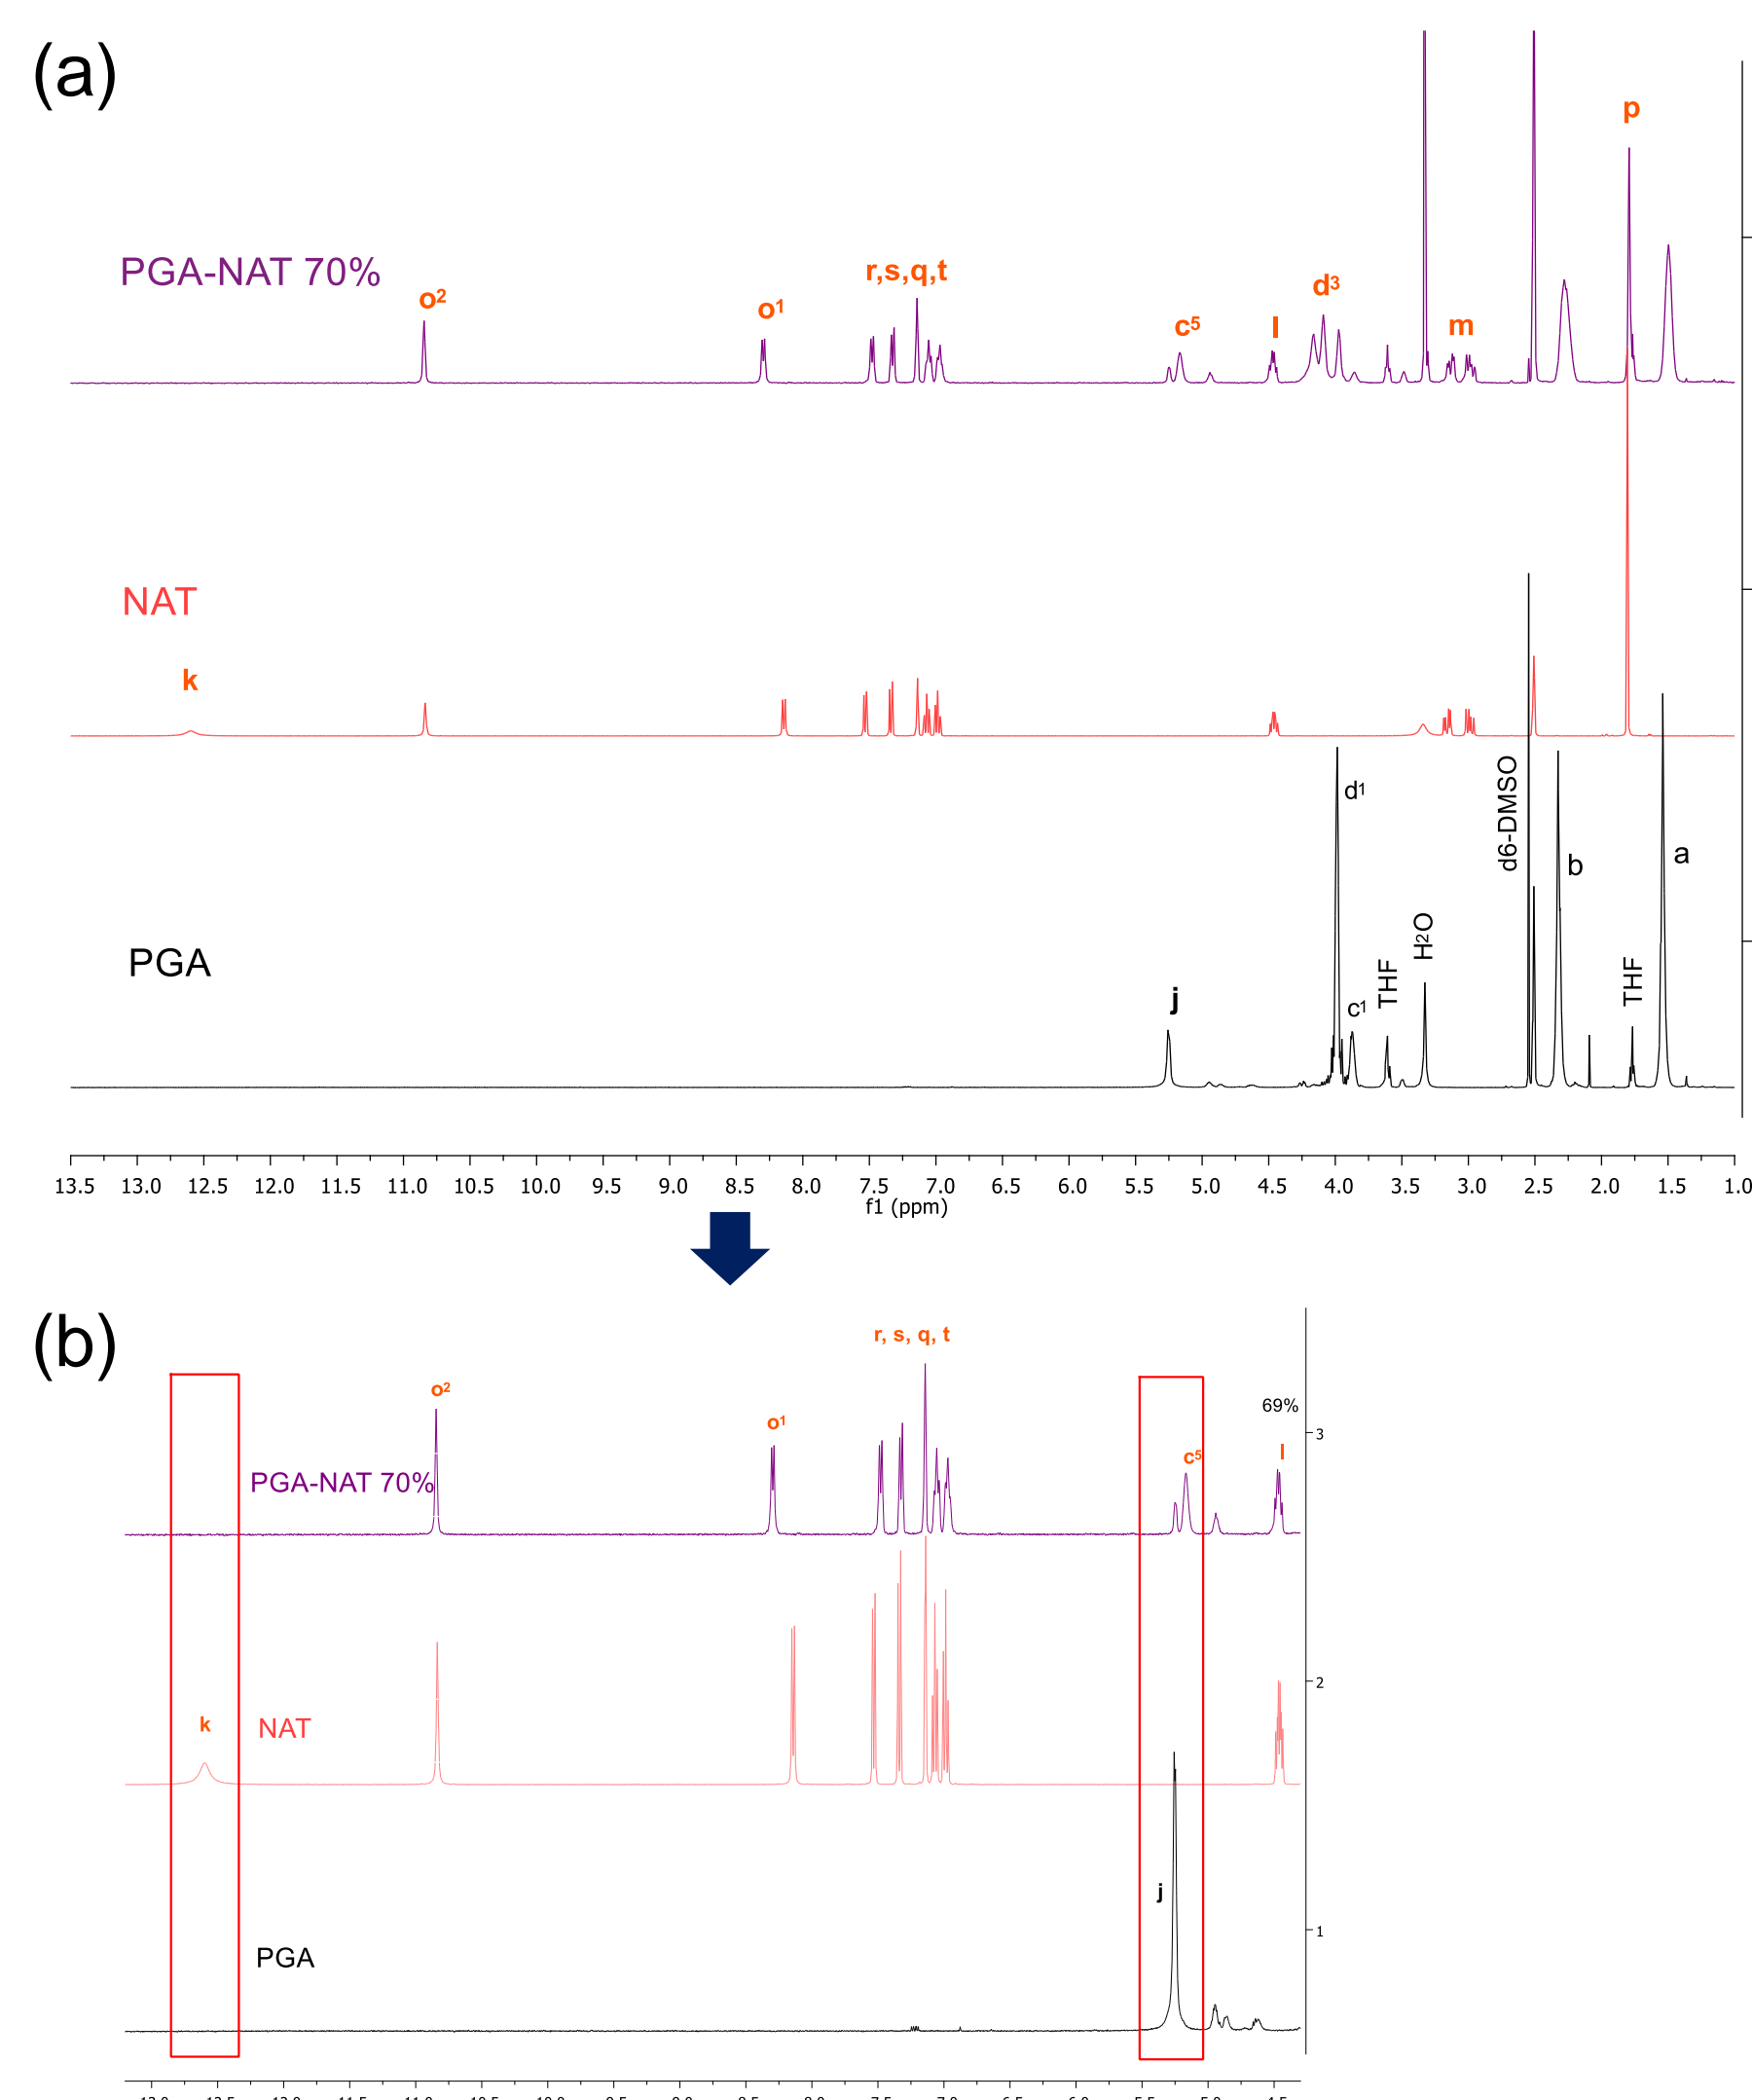 (a)
p
PGA-NAT 70%
o2
o1
r,s,q,t
c5
l
d3
m
NAT
k
PGA
j
d1
c1
THF
H2O
d6-DMSO
b
THF
a
13.5 13.0 12.5 12.0 11.5 11.0 10.5 10.0 9.5 9.0 8.5 8.0 7.5 7.0 6.5 6.0 5.5 5.0 4.5 4.0 3.5 3.0 2.5 2.0 1.5 1.0
f1 (ppm)
(b)
r, s, q, t
o2
o1
69%
3
c5
l
PGA-NAT 70%
2
k
NAT
j
1
PGA